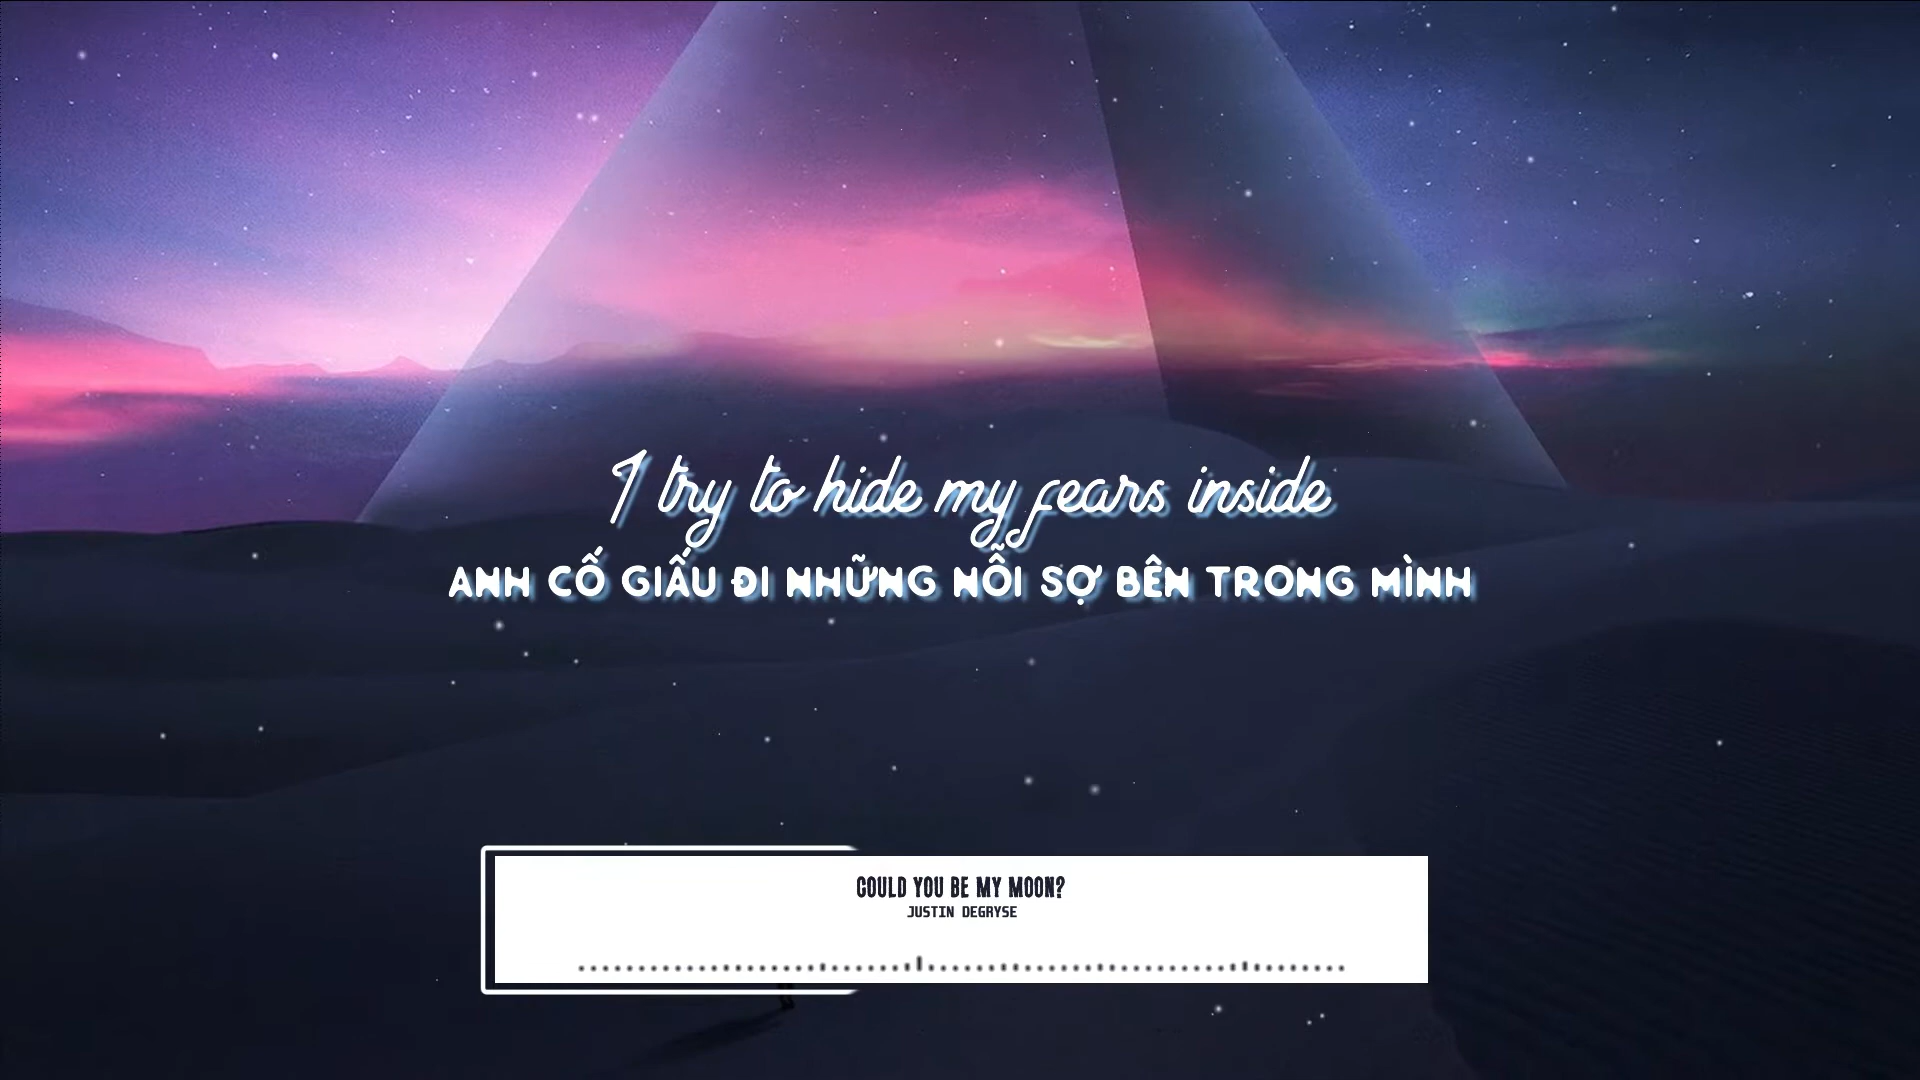 I try to hide my fears inside
ANH CỐ GIẤU ĐI NHỮNG NỖI SỢ BÊN TRONG MÌNH
COULD YOU BE MY MOON?
JUSTIN DEGRYSE